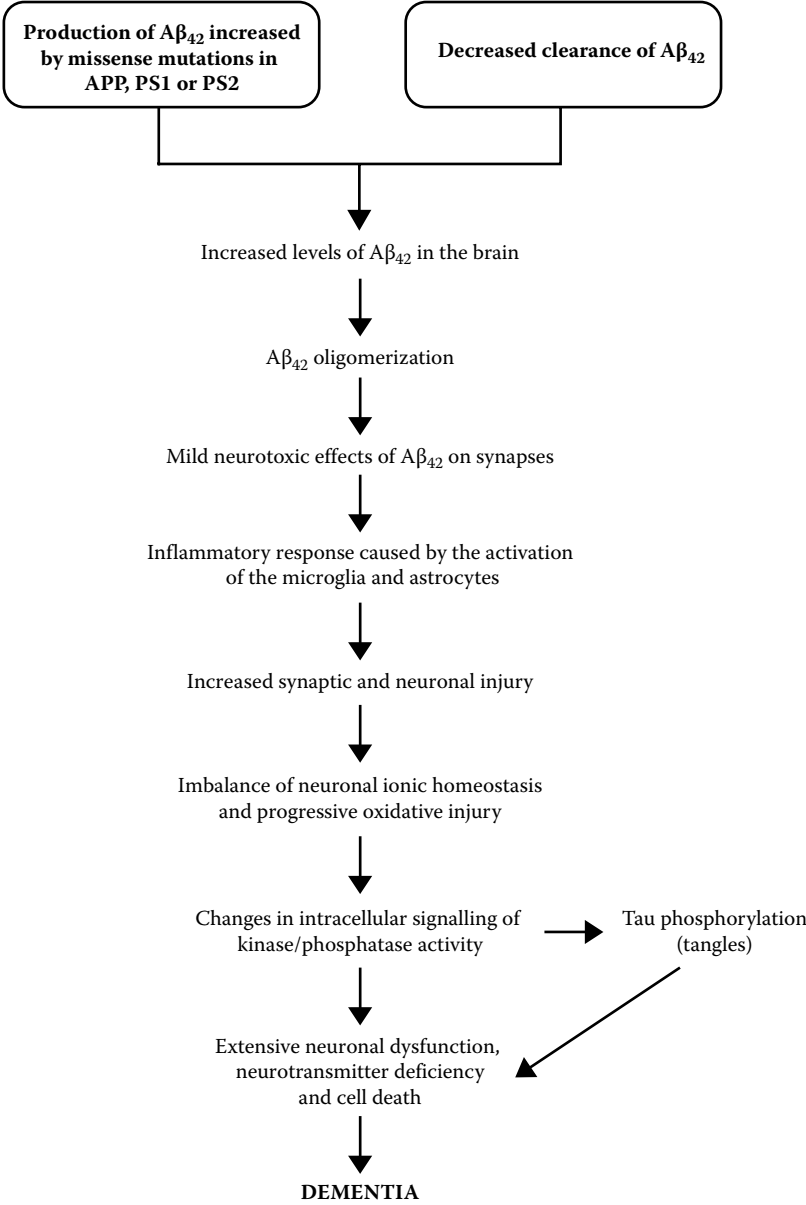 Production of Aβ₄₂ increased
by missense mutations in
APP, PS1 or PS2
Decreased clearance of Aβ₄₂
Increased levels of Aβ₄₂ in the brain
Aβ₄₂ oligomerization
Mild neurotoxic effects of Aβ₄₂ on synapses
Inflammatory response caused by the activation
of the microglia and astrocytes
Increased synaptic and neuronal injury
Imbalance of neuronal ionic homeostasis
and progressive oxidative injury
Changes in intracellular signalling of
kinase/phosphatase activity
Tau phosphorylation
(tangles)
Extensive neuronal dysfunction,
neurotransmitter deficiency
and cell death
DEMENTIA